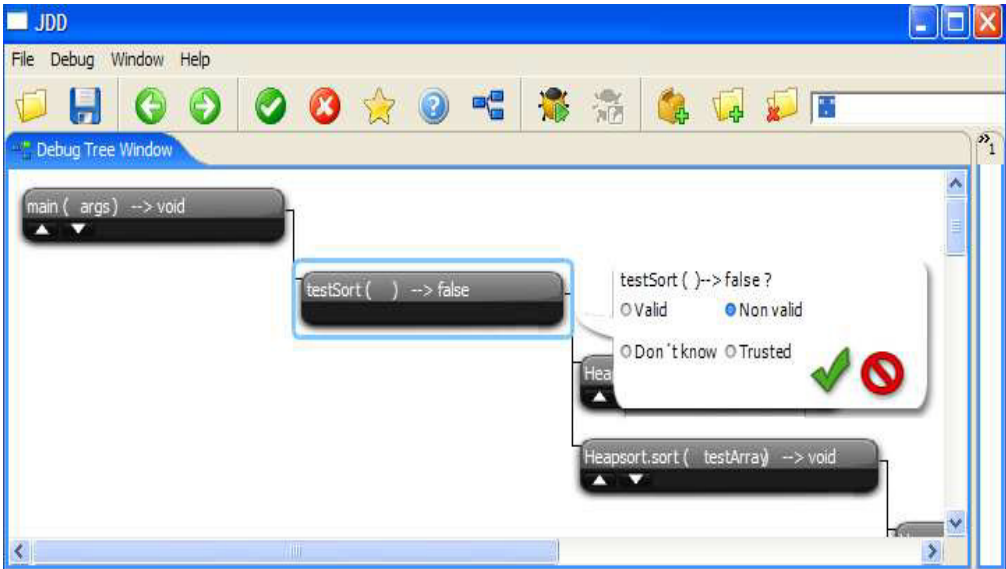 JDD
File Debug Window Help
Debug Tree Window
»1
main ( args) --> void
testSort ( ) --> false
testSort ( )--> false ?
Valid Non valid
Don´t know Trusted
Heapsort.sort ( testArray) --> void